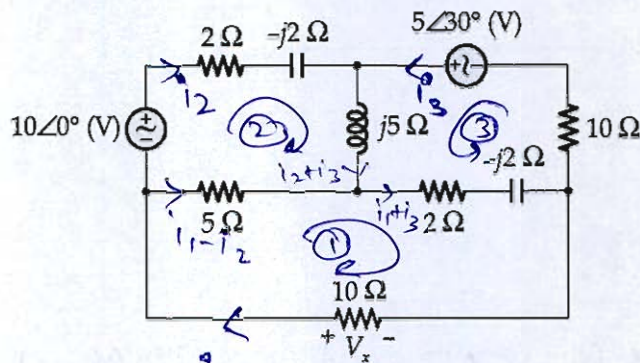 2 Ω -j2 Ω 5∠30° (V)
+ ~ -
i2 i3
10∠0° (V) + ~ - 2 j5 Ω 3 10 Ω
-j2 Ω
i2+i3
5 Ω i1+i3 2 Ω
i1-i2 1
10 Ω
+ Vx -